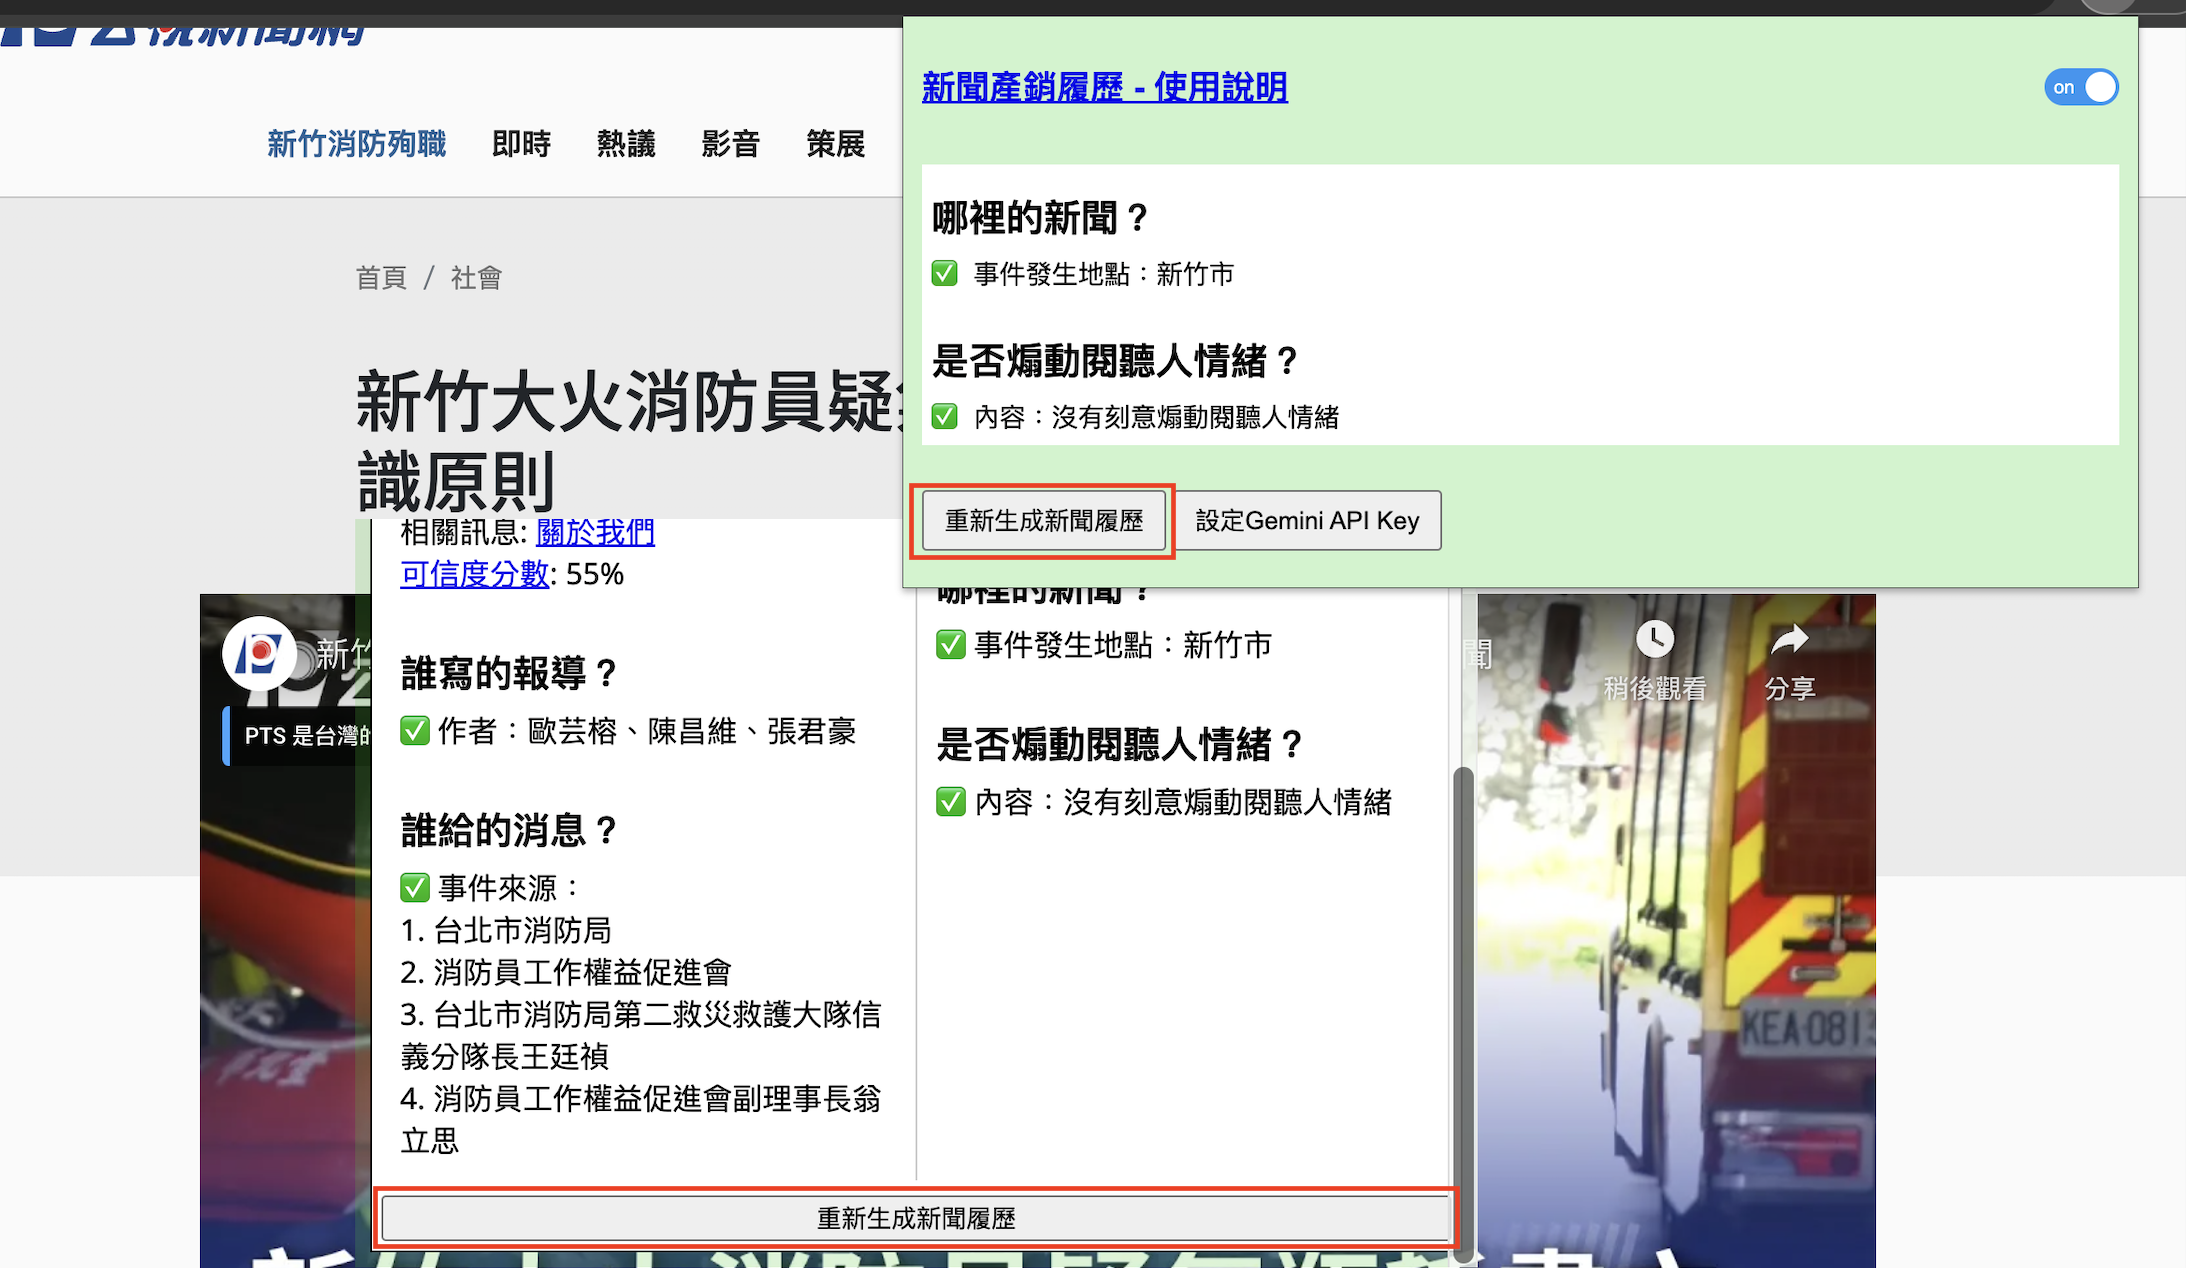 公視新聞網
新竹消防殉職 即時 熱議 影音 策展
首頁 / 社會
新竹大火消防員疑
識原則
新聞產銷履歷 - 使用說明
on
哪裡的新聞？
✅ 事件發生地點：新竹市
是否煽動閱聽人情緒？
✅ 內容：沒有刻意煽動閱聽人情緒
重新生成新聞履歷
設定Gemini API Key
相關訊息: 關於我們
可信度分數: 55%
誰寫的報導？
✅ 作者：歐芸榕、陳昌維、張君豪
誰給的消息？
✅ 事件來源：
1. 台北市消防局
2. 消防員工作權益促進會
3. 台北市消防局第二救災救護大隊信
義分隊長王廷禎
4. 消防員工作權益促進會副理事長翁
立思
哪裡的新聞？
✅ 事件發生地點：新竹市
是否煽動閱聽人情緒？
✅ 內容：沒有刻意煽動閱聽人情緒
重新生成新聞履歷
新竹
聞
PTS 是台灣的
稍後觀看
分享
KEA-0813